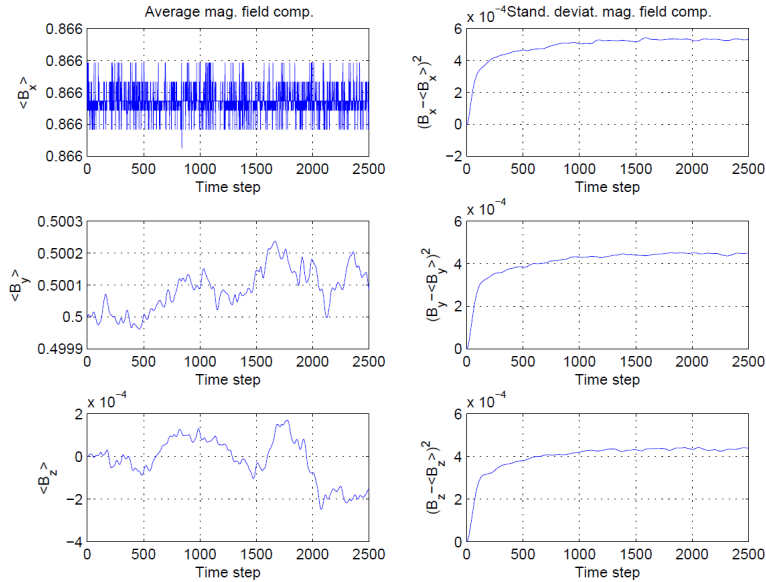 Average mag. field comp.
0.866
0.866
0.866
0.866
0.866
<B_x>
0 500 1000 1500 2000 2500
Time step
x 10^-4 Stand. deviat. mag. field comp.
6
4
2
0
−2
(B_x−<B_x>)^2
0 500 1000 1500 2000 2500
Time step
0.5003
0.5002
0.5001
0.5
0.4999
<B_y>
0 500 1000 1500 2000 2500
Time step
x 10^-4
6
4
2
0
(B_y−<B_y>)^2
0 500 1000 1500 2000 2500
Time step
x 10^-4
2
0
−2
−4
<B_z>
0 500 1000 1500 2000 2500
Time step
x 10^-4
6
4
2
0
(B_z−<B_z>)^2
0 500 1000 1500 2000 2500
Time step